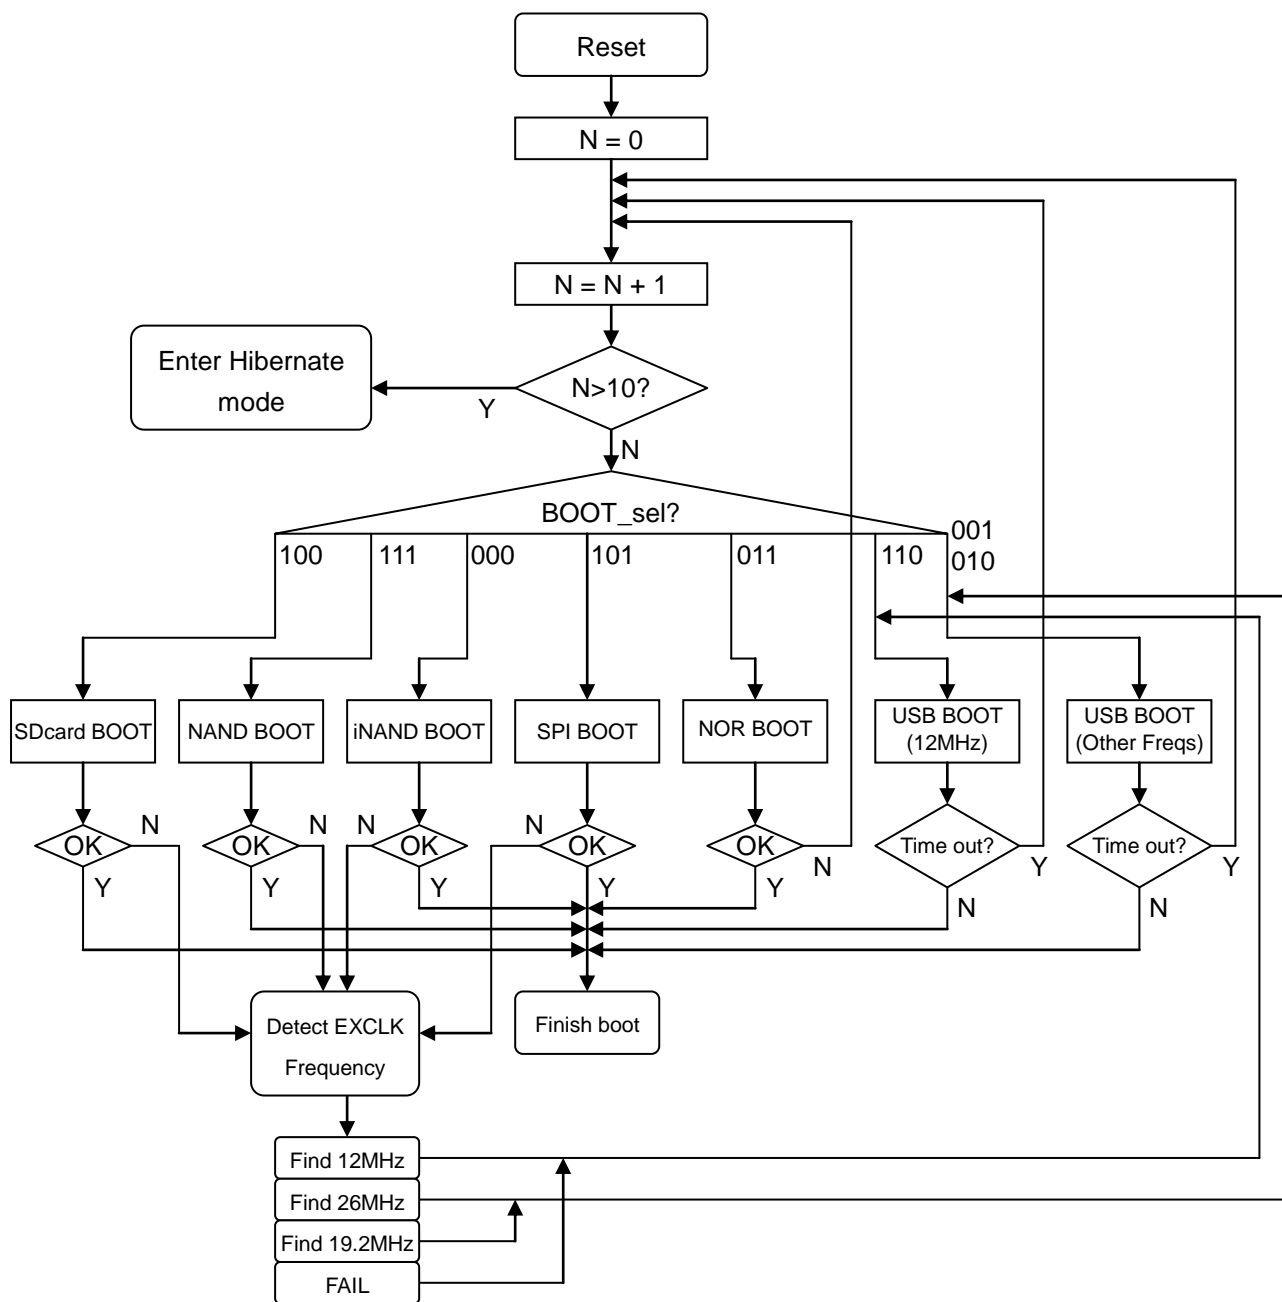 Reset
N = 0
N = N + 1
Enter Hibernate
mode
N>10?
Y
N
BOOT_sel?
100
111
000
101
011
110
001
010
SDcard BOOT
NAND BOOT
iNAND BOOT
SPI BOOT
NOR BOOT
USB BOOT
(12MHz)
USB BOOT
(Other Freqs)
OK
N
Y
OK
N
Y
N
OK
Y
N
OK
Y
OK
N
Y
Time out?
Y
N
Time out?
Y
N
Detect EXCLK
Frequency
Finish boot
Find 12MHz
Find 26MHz
Find 19.2MHz
FAIL